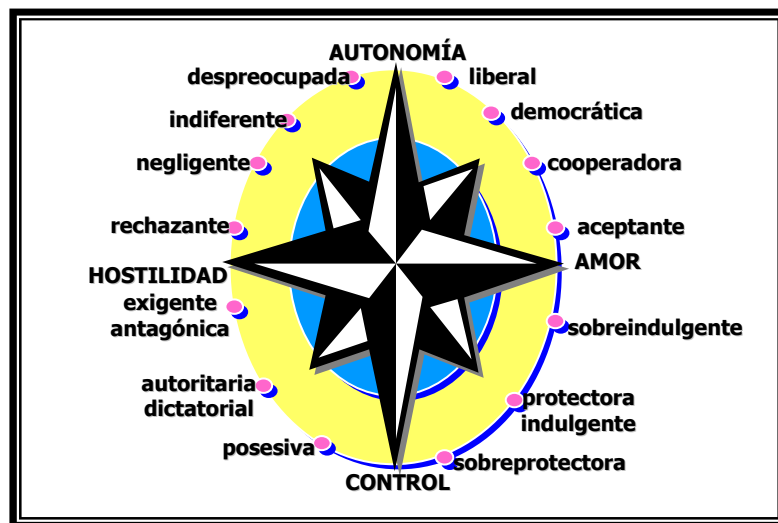 AUTONOMÍA
despreocupada
liberal
indiferente
democrática
negligente
cooperadora
rechazante
aceptante
HOSTILIDAD
AMOR
exigente
antagónica
sobreindulgente
autoritaria
dictatorial
protectora
indulgente
posesiva
sobreprotectora
CONTROL